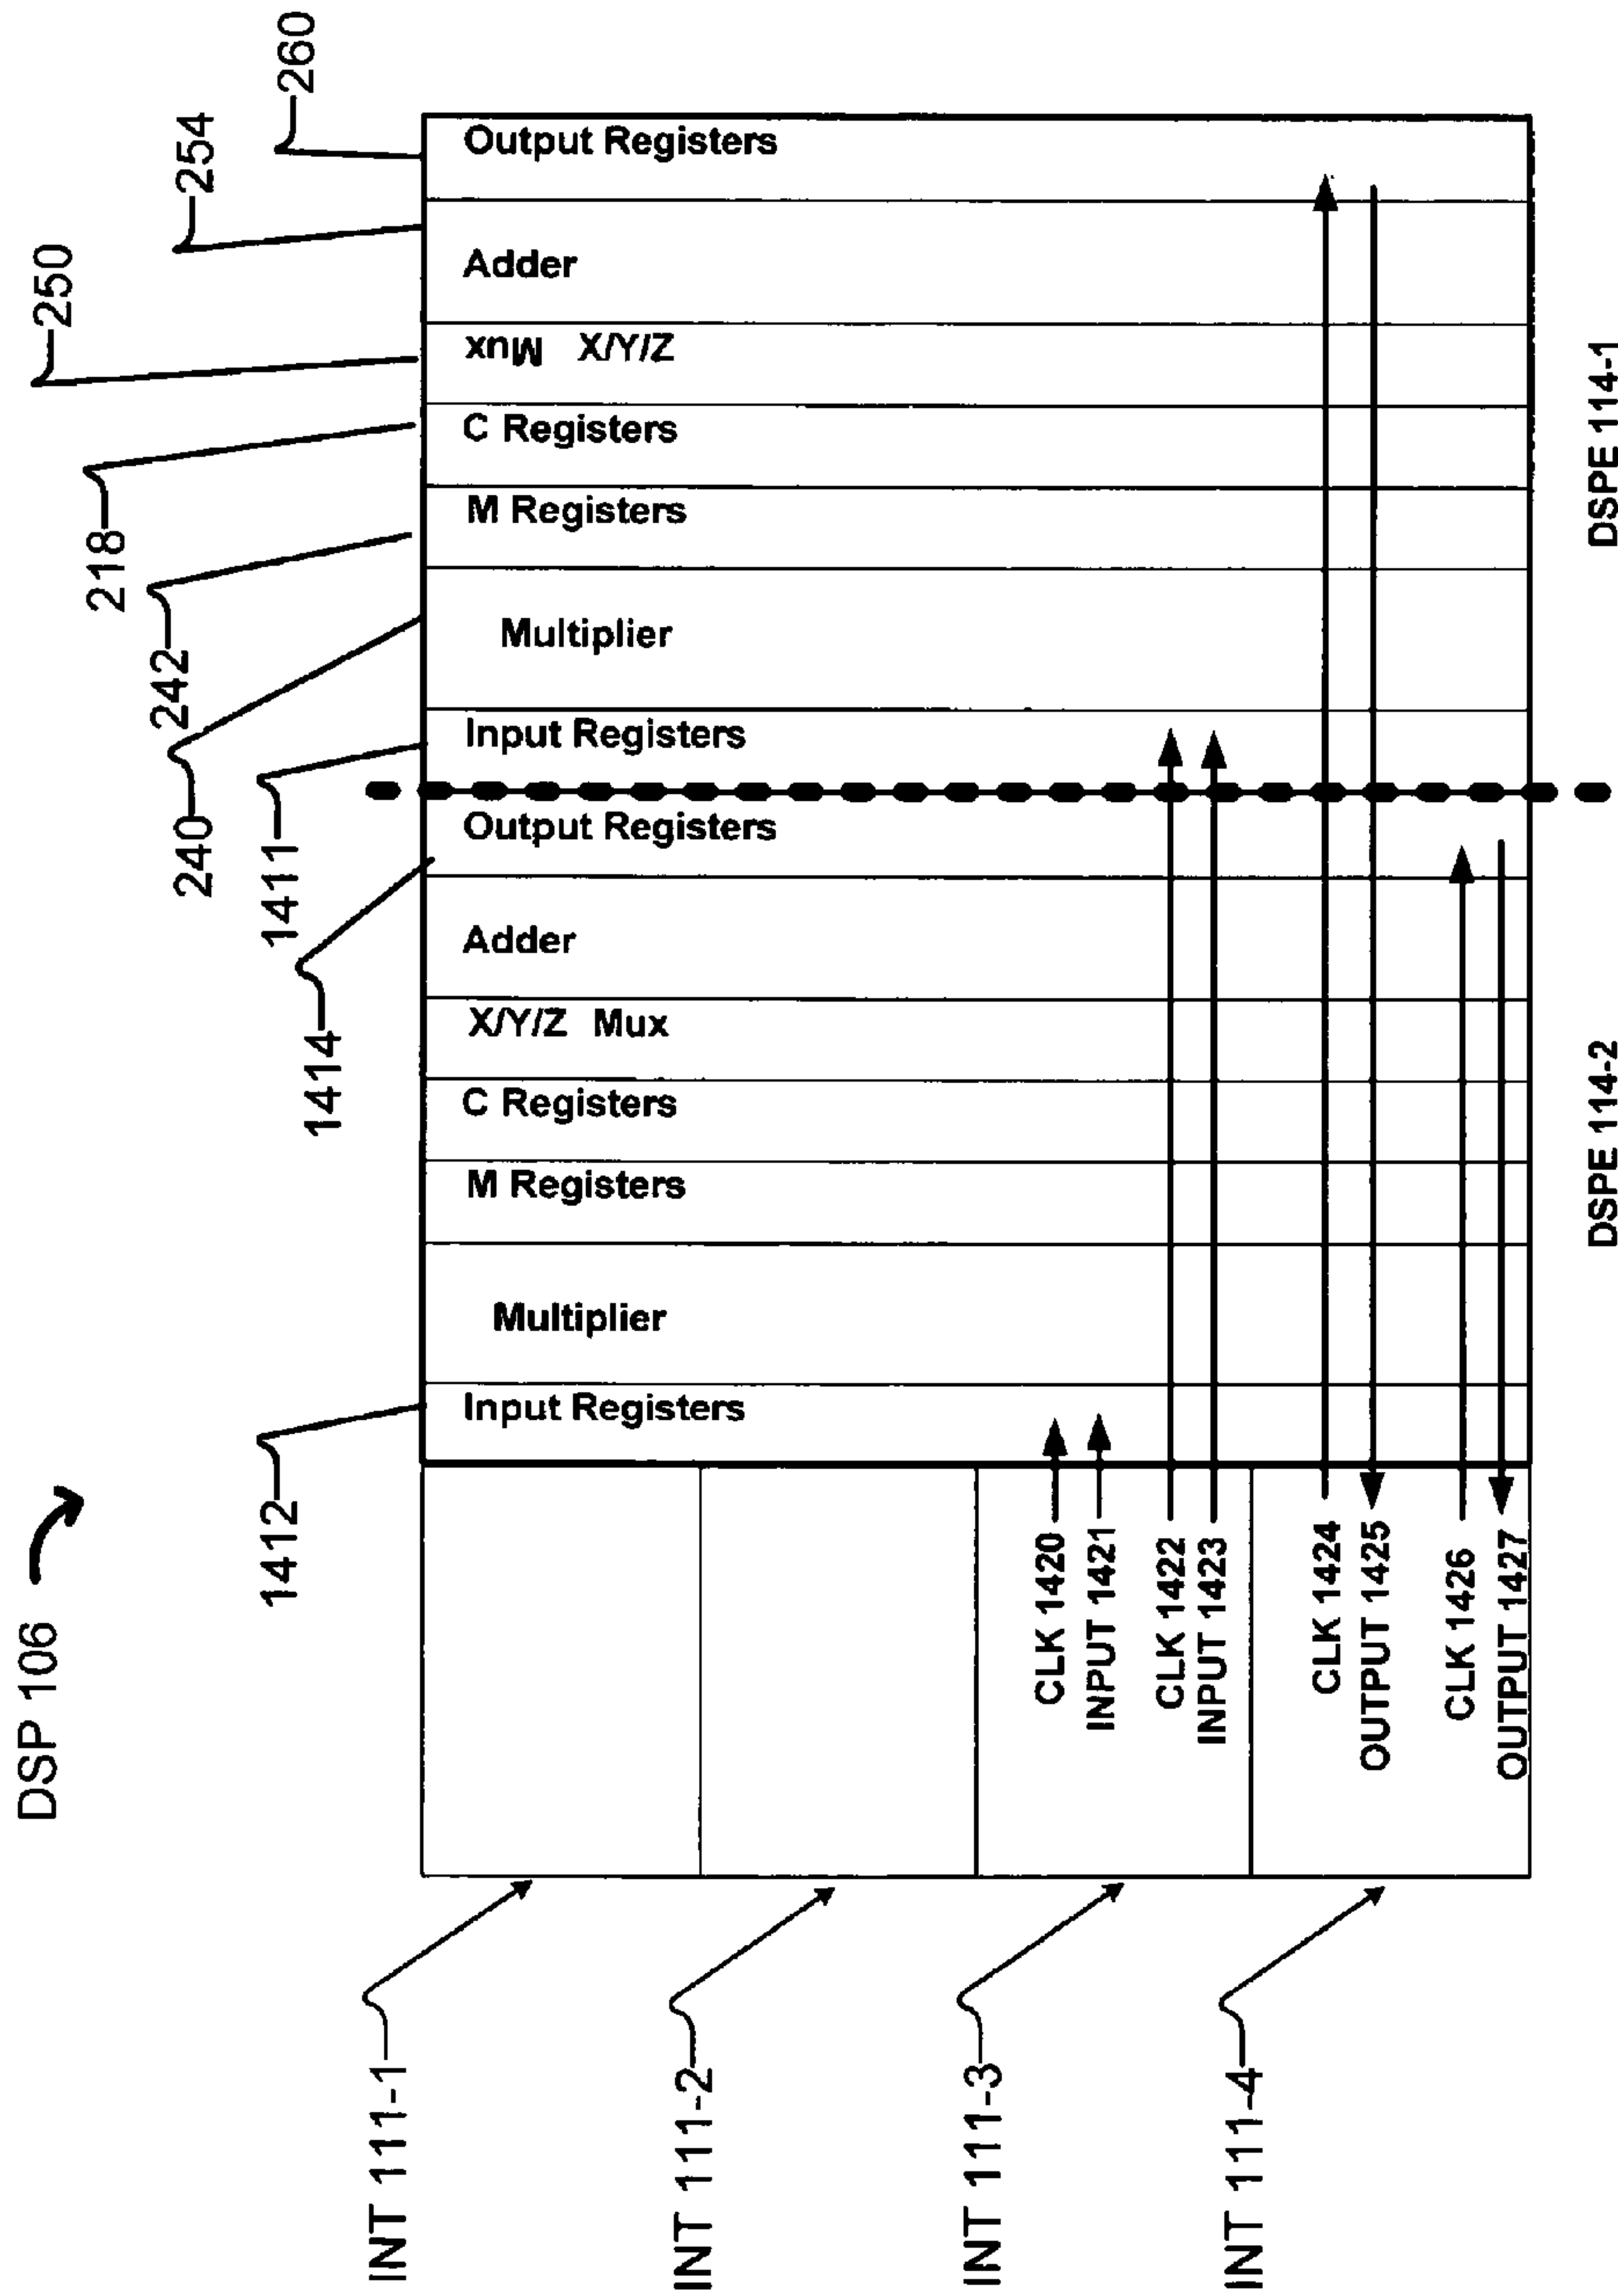 260
254
250
218
242
240
1411
1414
1412
DSP 106
Output Registers
Adder
X/Y/Z Mux
C Registers
M Registers
Multiplier
Input Registers
Output Registers
Adder
X/Y/Z Mux
C Registers
M Registers
Multiplier
Input Registers
DSPE 114-1
DSPE 114-2
CLK 1420
INPUT 1421
CLK 1422
INPUT 1423
CLK 1424
OUTPUT 1425
CLK 1426
OUTPUT 1427
INT 111-1
INT 111-2
INT 111-3
INT 111-4